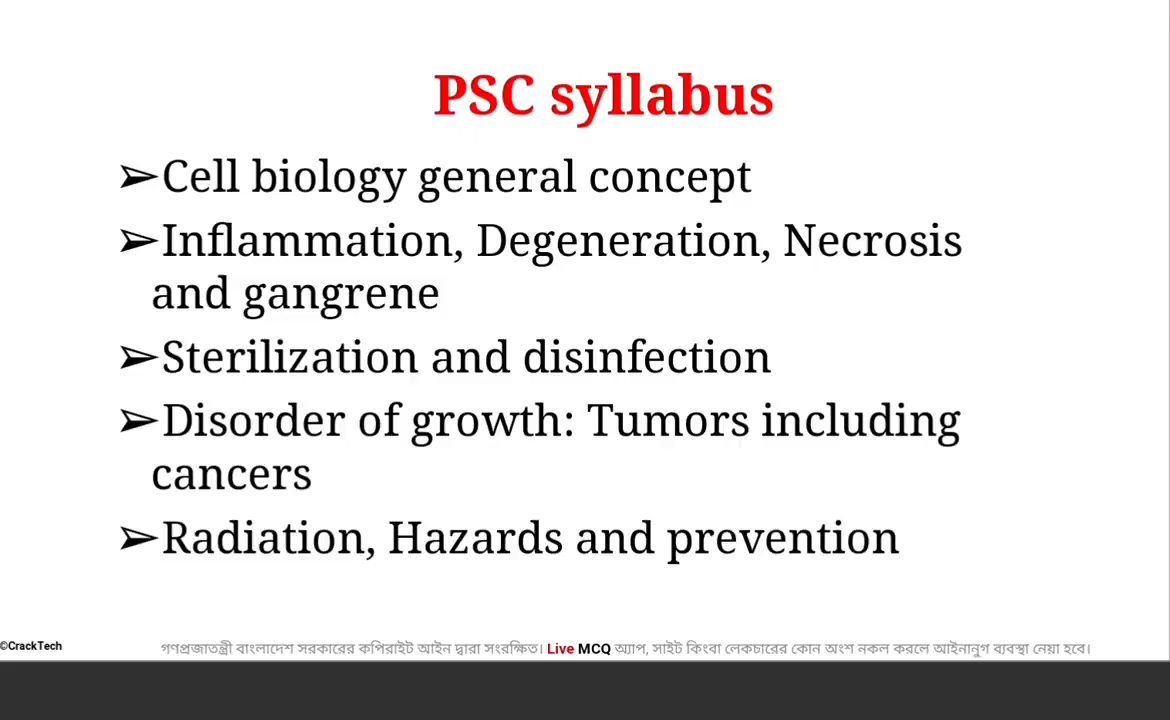 PSC syllabus
➢Cell biology general concept
➢Inflammation, Degeneration, Necrosis
and gangrene
➢Sterilization and disinfection
➢Disorder of growth: Tumors including
cancers
➢Radiation, Hazards and prevention
©CrackTech
গণপ্রজাতন্ত্রী বাংলাদেশ সরকারের কপিরাইট আইন দ্বারা সংরক্ষিত। Live MCQ অ্যাপ, সাইট কিংবা লেকচারের কোন অংশ নকল করলে আইনানুগ ব্যবস্থা নেয়া হবে।